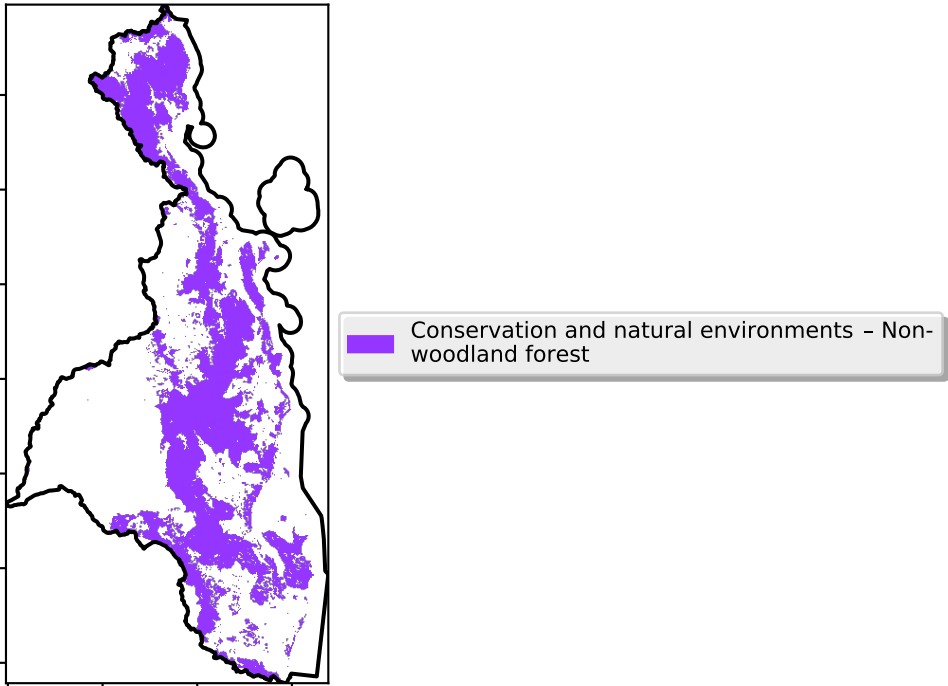 Conservation and natural environments – Non-
woodland forest